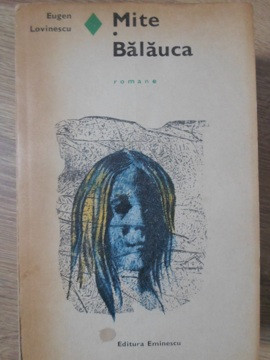 Eugen
Lovinescu
Mite
Bălăuca
romane
Editura Eminescu